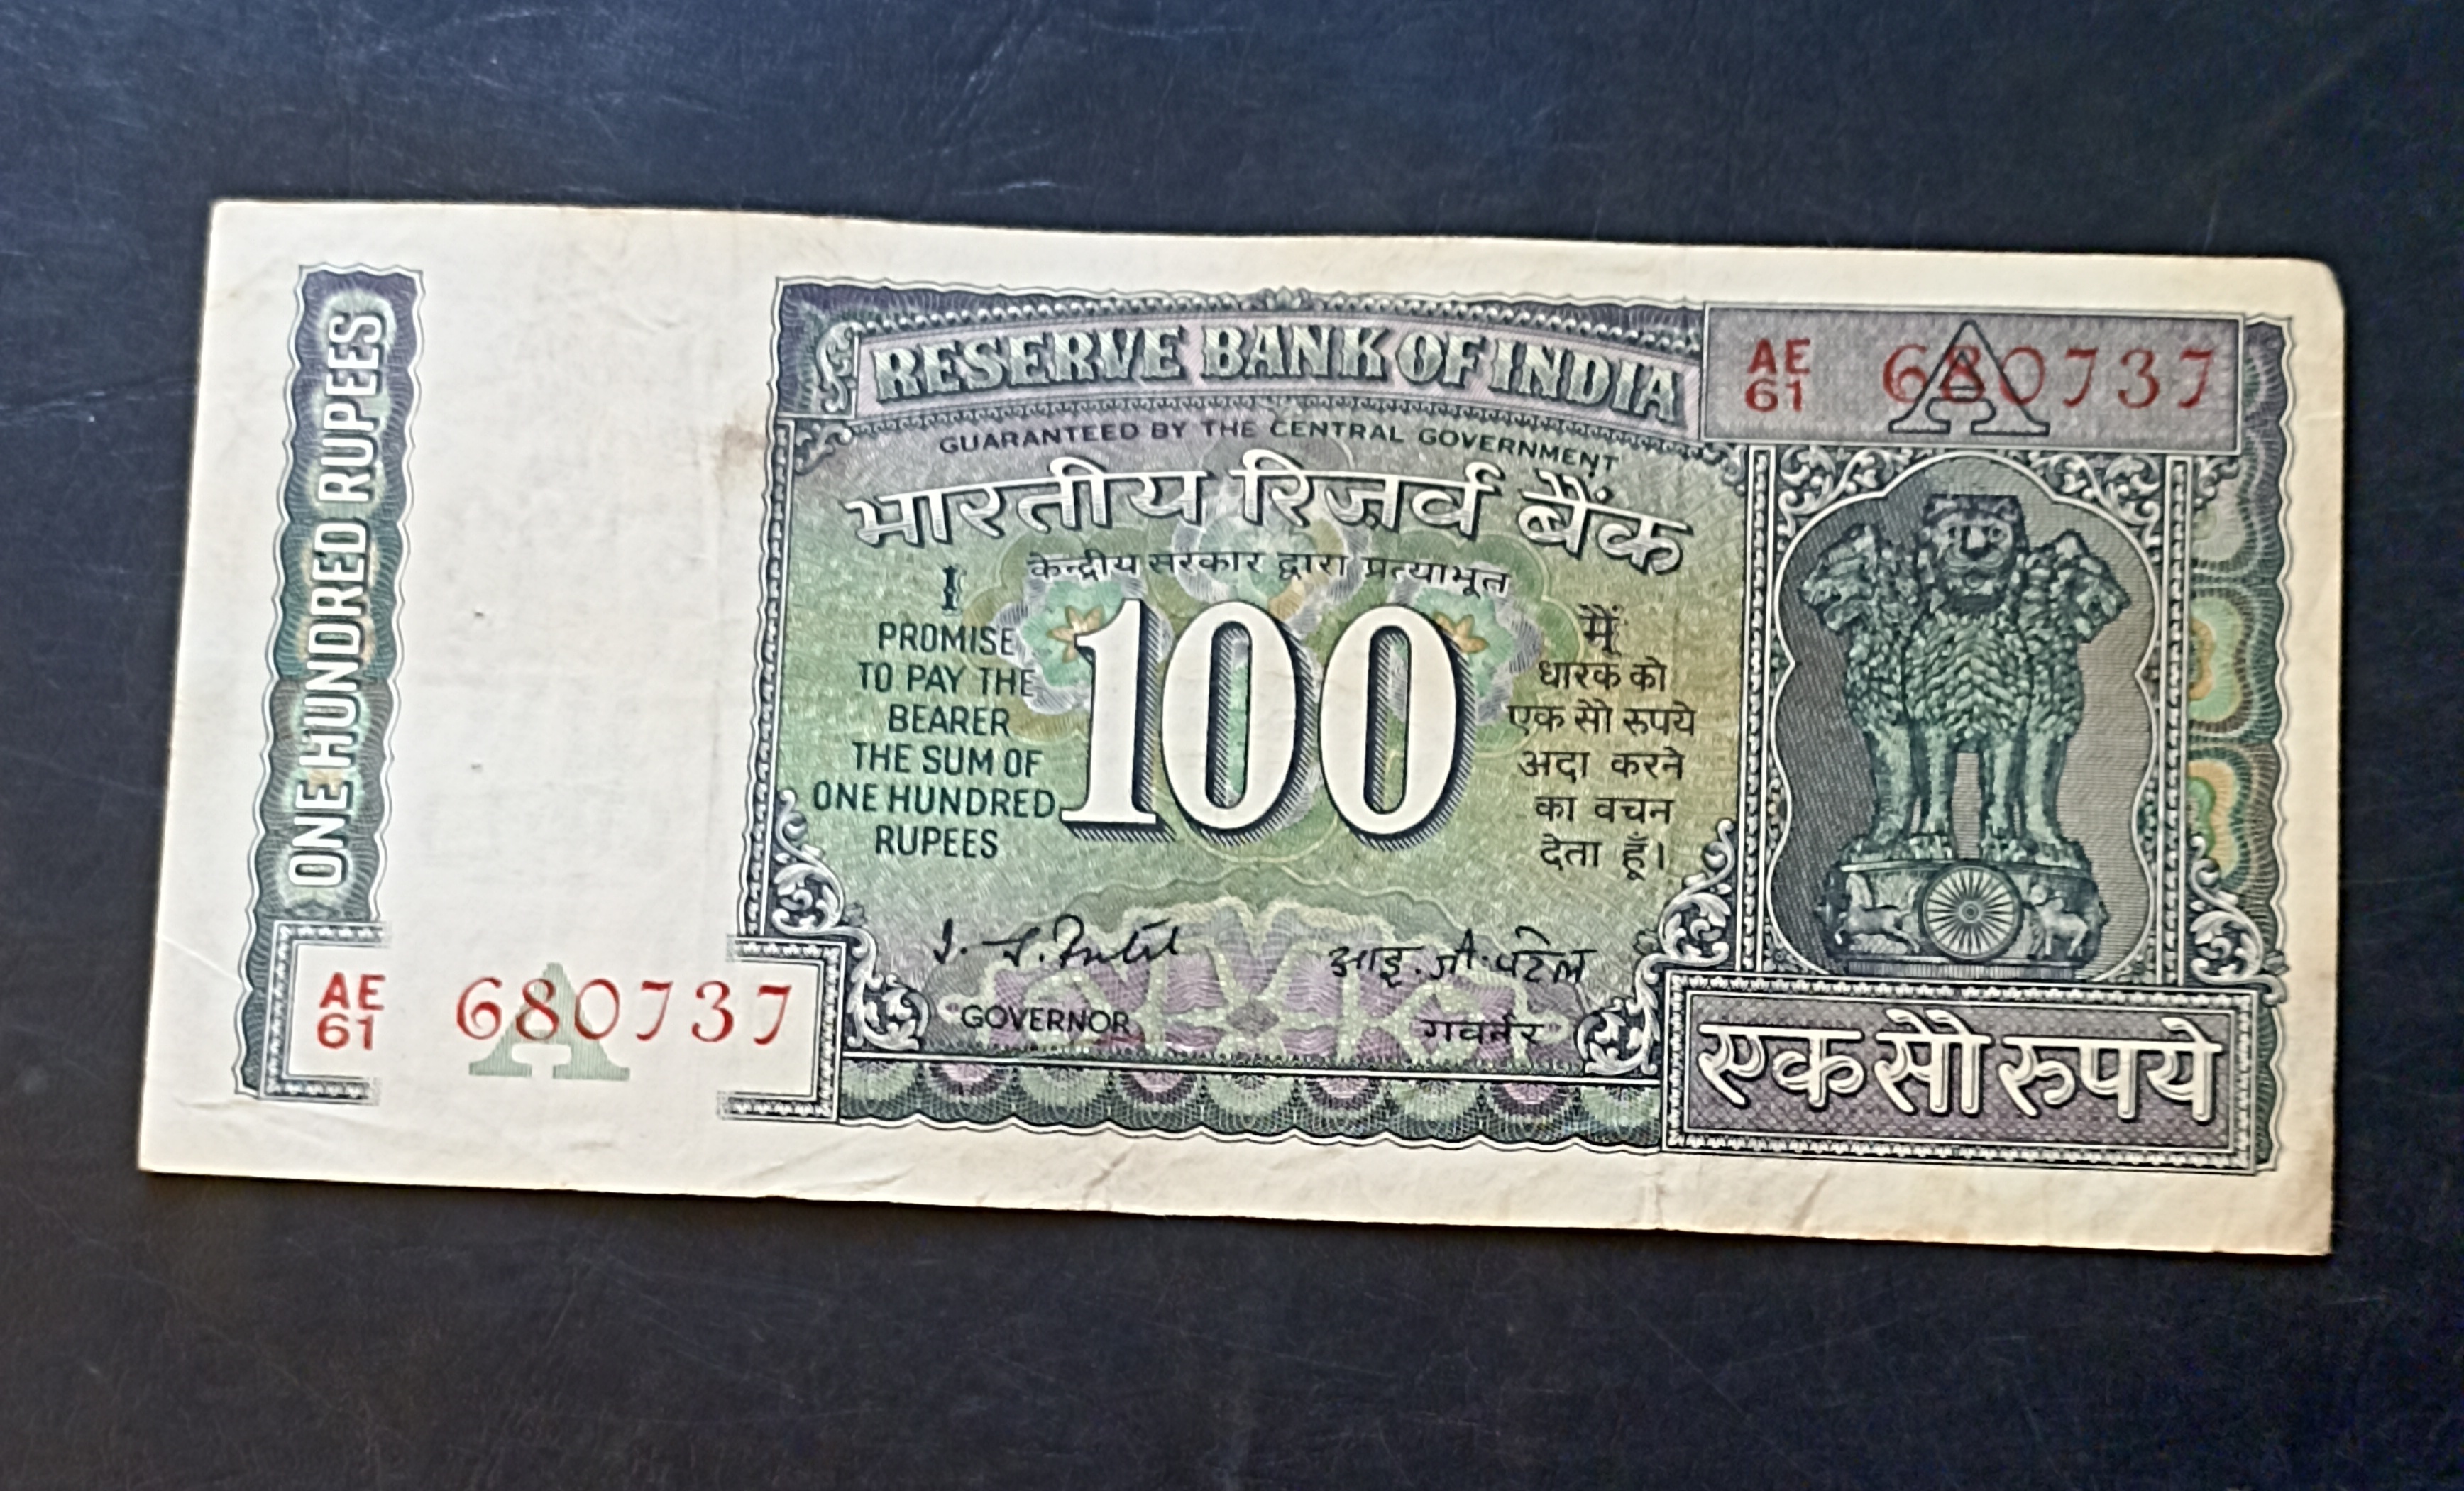 ONE HUNDRED RUPEES
RESERVE BANK OF INDIA
AE 61 A 680737
GUARANTEED BY THE CENTRAL GOVERNMENT
भारतीय रिज़र्व बैंक
केन्द्रीय सरकार द्वारा प्रत्याभूत
I
PROMISE
TO PAY THE
BEARER
THE SUM OF
ONE HUNDRED
RUPEES
100
मैं
धारक को
एक सौ रुपये
अदा करने
का वचन
देता हूँ।
आइ. जी. पटेल
GOVERNOR
गवर्नर
AE 61 A 680737
एक सौ रुपये